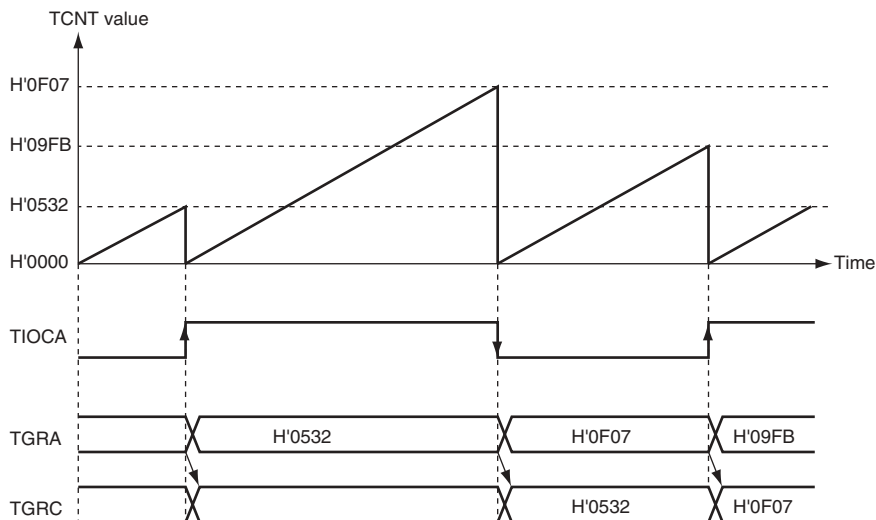 TCNT value
H'0F07
H'09FB
H'0532
H'0000
Time
TIOCA
TGRA H'0532 H'0F07 H'09FB
TGRC H'0532 H'0F07